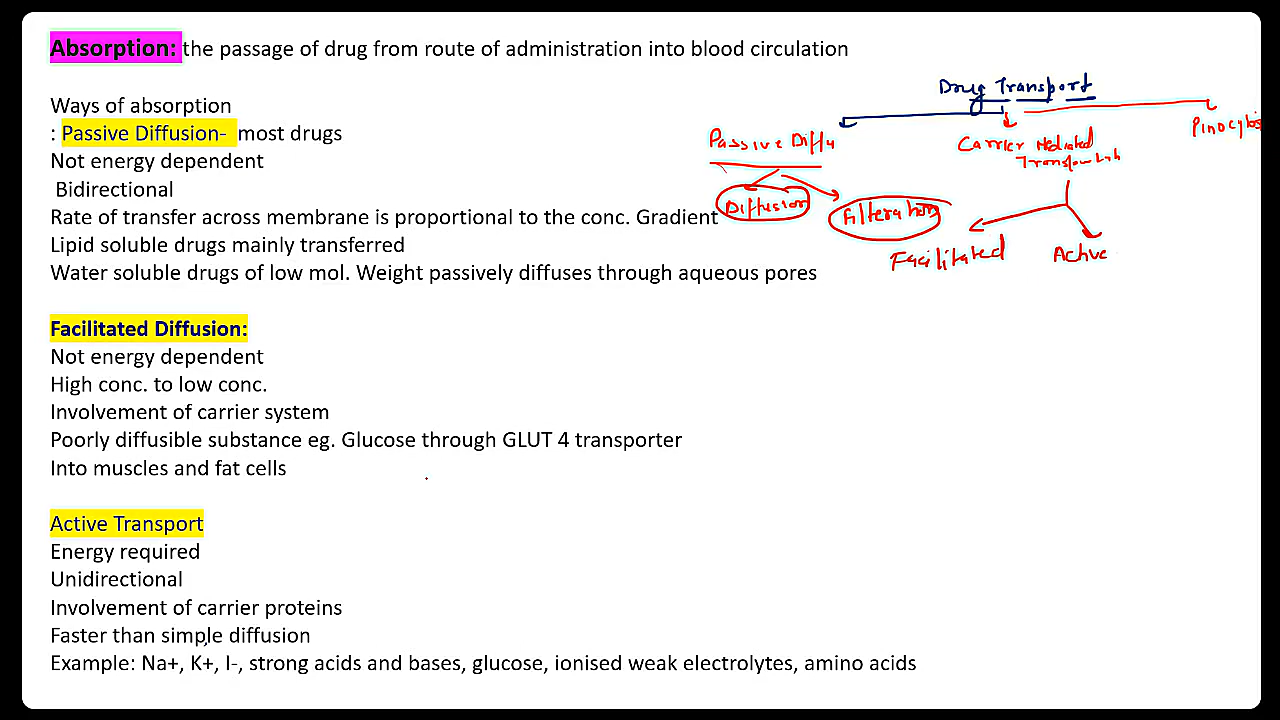 Absorption: the passage of drug from route of administration into blood circulation
Ways of absorption
: Passive Diffusion- most drugs
Not energy dependent
Bidirectional
Rate of transfer across membrane is proportional to the conc. Gradient
Lipid soluble drugs mainly transferred
Water soluble drugs of low mol. Weight passively diffuses through aqueous pores
Facilitated Diffusion:
Not energy dependent
High conc. to low conc.
Involvement of carrier system
Poorly diffusible substance eg. Glucose through GLUT 4 transporter
Into muscles and fat cells
Active Transport
Energy required
Unidirectional
Involvement of carrier proteins
Faster than simple diffusion
Example: Na+, K+, I-, strong acids and bases, glucose, ionised weak electrolytes, amino acids
Drug Transport
Passive Diffu
Carrier Mediated
Pinocytosis
Diffusion
Filteration
Facilitated
Active